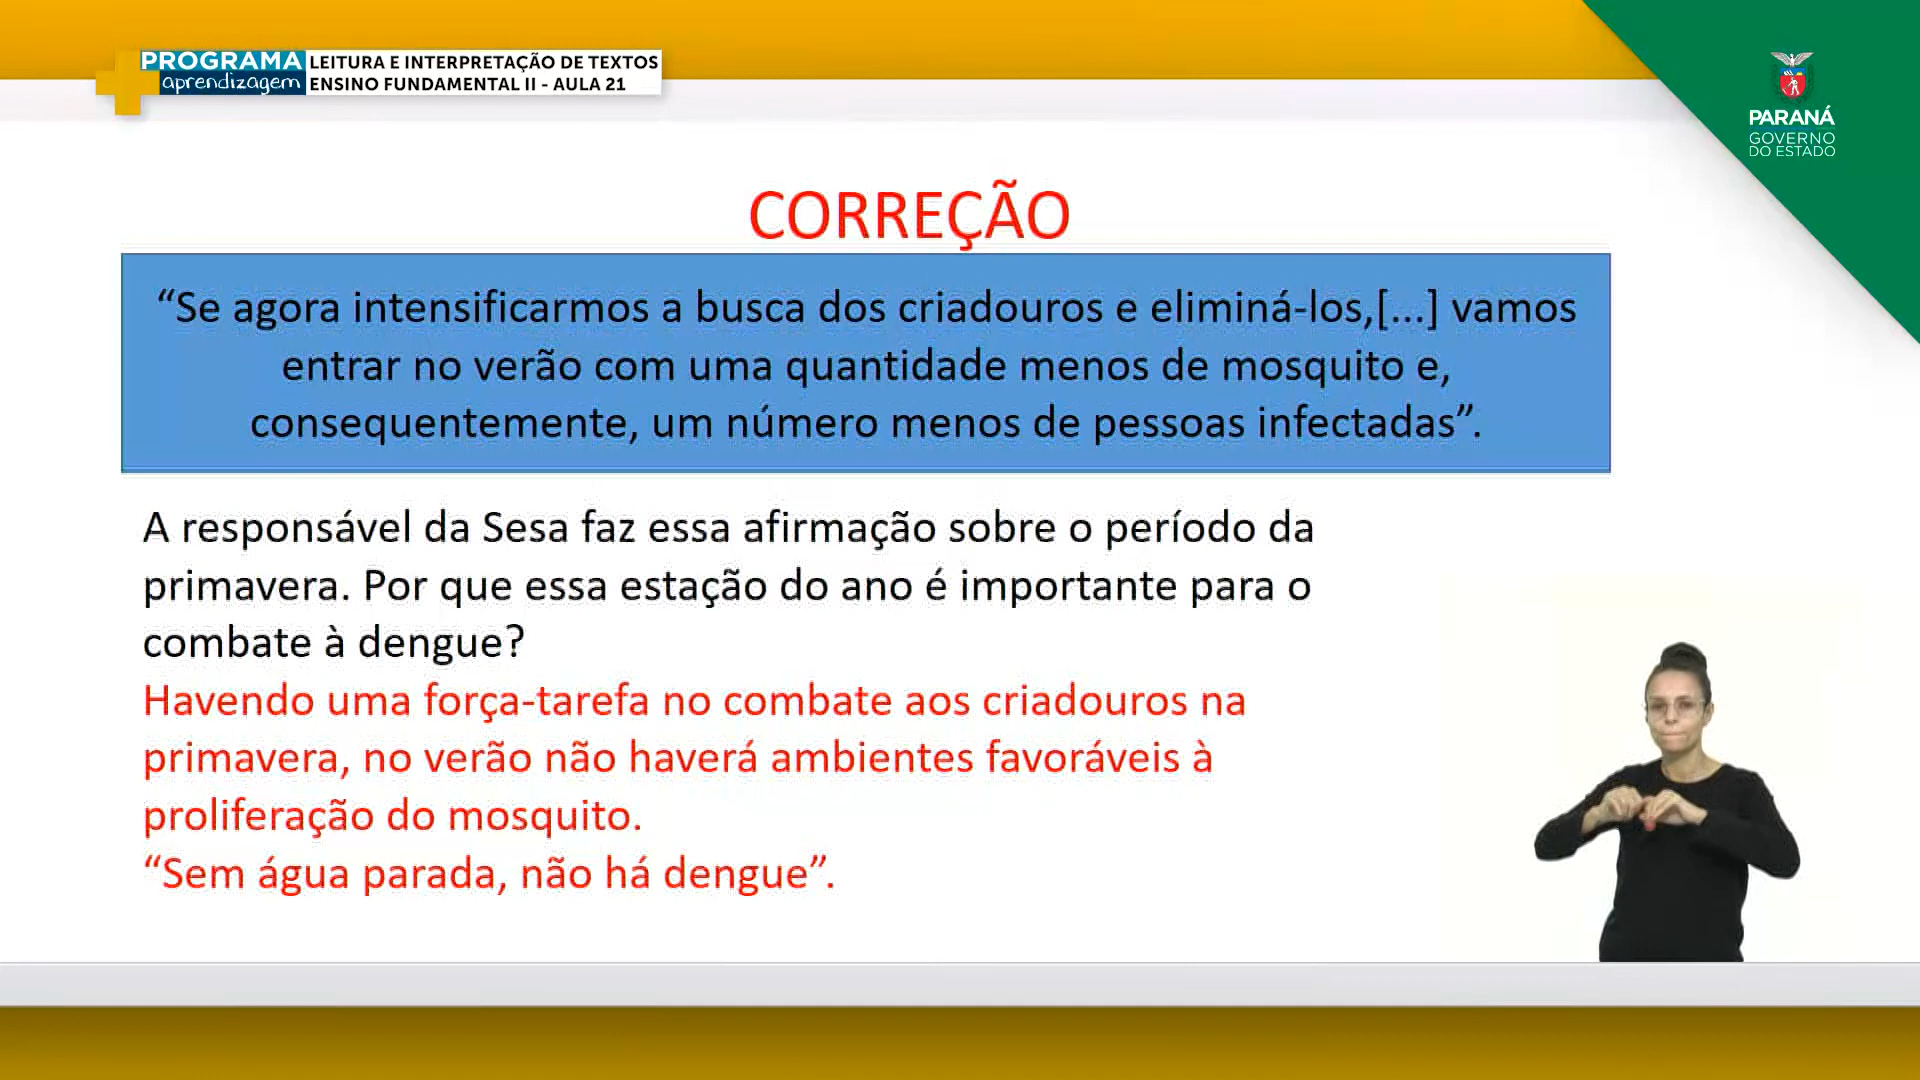 PROGRAMA
aprendizagem
LEITURA E INTERPRETAÇÃO DE TEXTOS
ENSINO FUNDAMENTAL II - AULA 21
PARANÁ
GOVERNO
DO ESTADO
CORREÇÃO
“Se agora intensificarmos a busca dos criadouros e eliminá-los,[...] vamos
entrar no verão com uma quantidade menos de mosquito e,
consequentemente, um número menos de pessoas infectadas”.
A responsável da Sesa faz essa afirmação sobre o período da
primavera. Por que essa estação do ano é importante para o
combate à dengue?
Havendo uma força-tarefa no combate aos criadouros na
primavera, no verão não haverá ambientes favoráveis à
proliferação do mosquito.
“Sem água parada, não há dengue”.